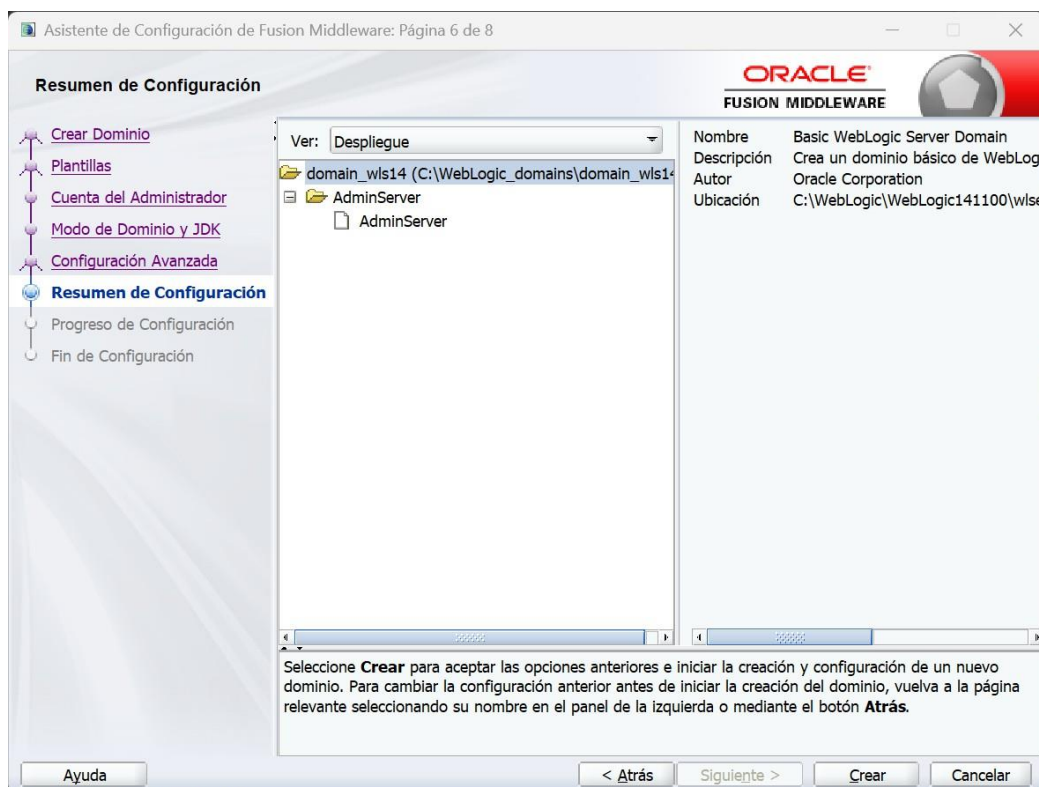 Asistente de Configuración de Fusion Middleware: Página 6 de 8
Resumen de Configuración
ORACLE
FUSION MIDDLEWARE
Crear Dominio
Plantillas
Cuenta del Administrador
Modo de Dominio y JDK
Configuración Avanzada
Resumen de Configuración
Progreso de Configuración
Fin de Configuración
Ver: Despliegue
domain_wls14 (C:\WebLogic_domains\domain_wls14
AdminServer
AdminServer
Nombre Basic WebLogic Server Domain
Descripción Crea un dominio básico de WebLog
Autor Oracle Corporation
Ubicación C:\WebLogic\WebLogic141100\wlse
Seleccione Crear para aceptar las opciones anteriores e iniciar la creación y configuración de un nuevo
dominio. Para cambiar la configuración anterior antes de iniciar la creación del dominio, vuelva a la página
relevante seleccionando su nombre en el panel de la izquierda o mediante el botón Atrás.
Ayuda
< Atrás
Siguiente >
Crear
Cancelar